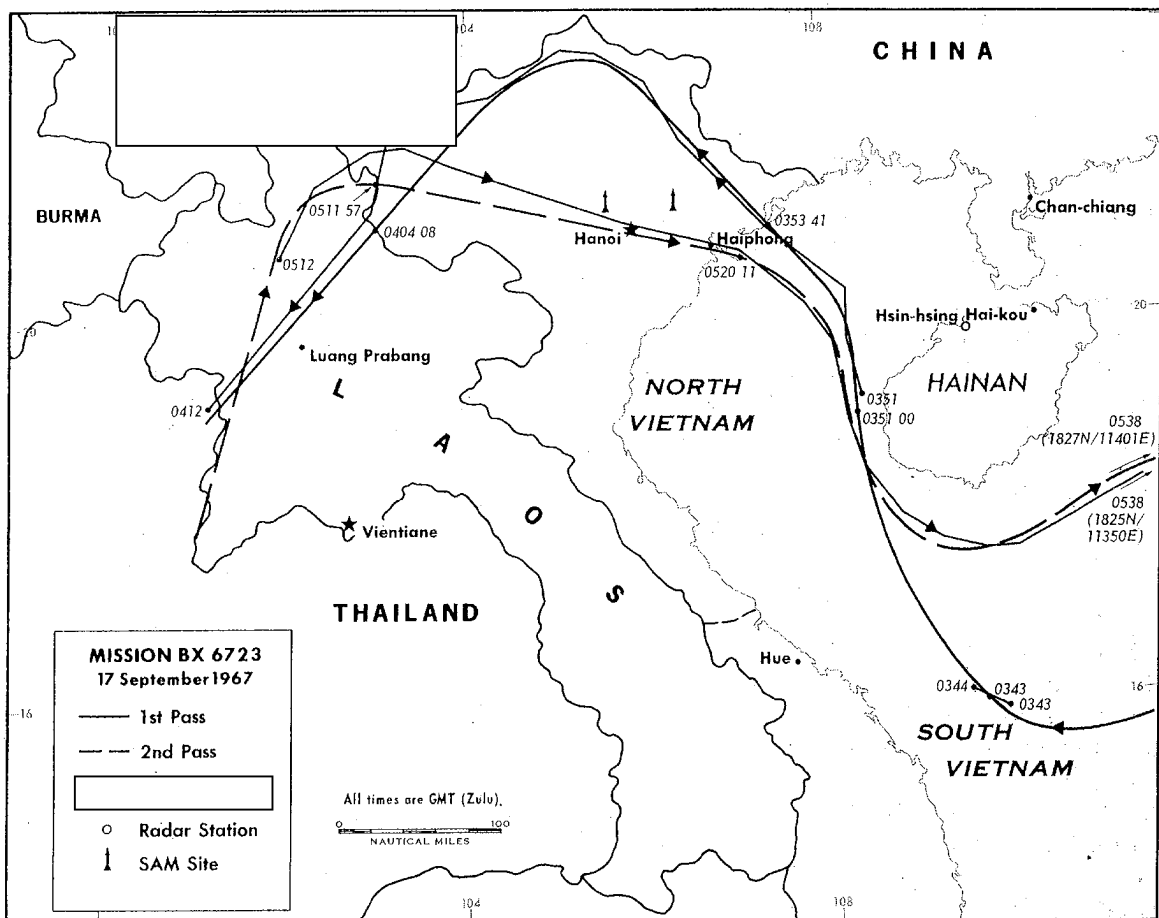 104
108
CHINA
BURMA
0511 57
0404 08
0512
Hanoi
Haiphong
0353 41
0520 11
Chan-chiang
20
Hsin-hsing Hai-kou
Luang Prabang
L
A
O
S
NORTH
VIETNAM
HAINAN
0412
0351
0351 00
0538
(1827N/11401E)
0538
(1825N/
11350E)
Vientiane
THAILAND
Hue
0344
0343
0343
16
16
SOUTH
VIETNAM
MISSION BX 6723
17 September 1967
1st Pass
2nd Pass
Radar Station
SAM Site
All times are GMT (Zulu).
0
100
NAUTICAL MILES
104
108